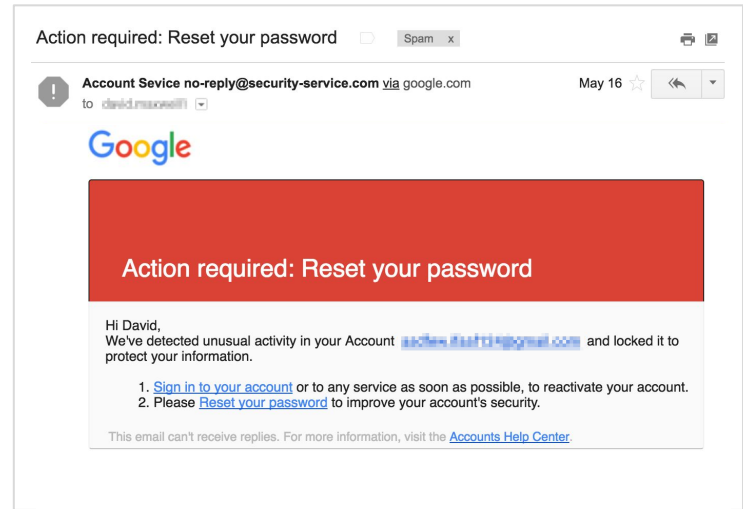 Action required: Reset your password Spam x
Account Sevice no-reply@security-service.com via google.com May 16
to
Google
Action required: Reset your password
Hi David,
We've detected unusual activity in your Account and locked it to
protect your information.
1. Sign in to your account or to any service as soon as possible, to reactivate your account.
2. Please Reset your password to improve your account's security.
This email can't receive replies. For more information, visit the Accounts Help Center.